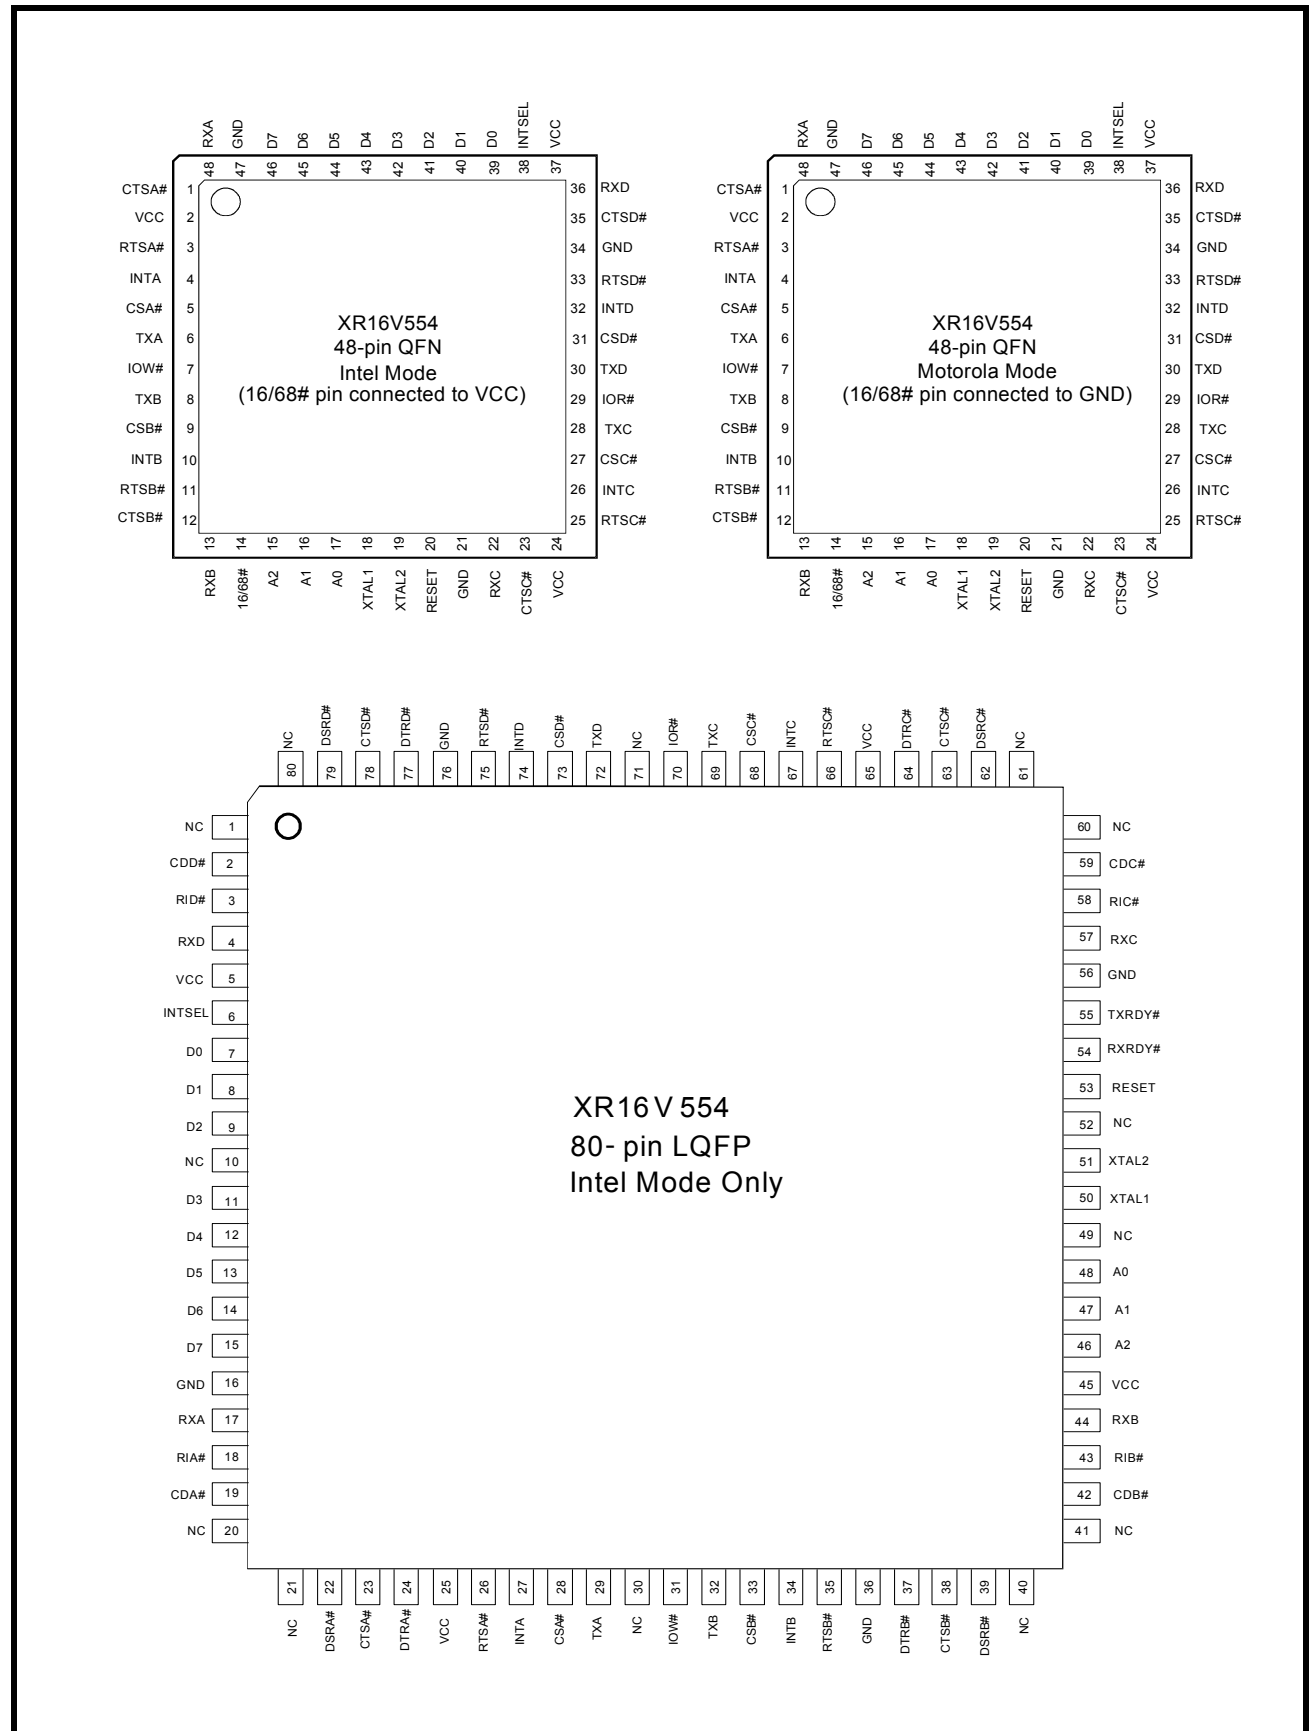 RXA GND D7 D6 D5 D4 D3 D2 D1 D0 INTSEL VCC
48 47 46 45 44 43 42 41 40 39 38 37
CTSA# 1 36 RXD
VCC 2 35 CTSD#
RTSA# 3 34 GND
INTA 4 33 RTSD#
CSA# 5 32 INTD
TXA 6 31 CSD#
IOW# 7 30 TXD
TXB 8 29 IOR#
CSB# 9 28 TXC
INTB 10 27 CSC#
RTSB# 11 26 INTC
CTSB# 12 25 RTSC#
XR16V554
48-pin QFN
Intel Mode
(16/68# pin connected to VCC)
13 14 15 16 17 18 19 20 21 22 23 24
RXB 16/68# A2 A1 A0 XTAL1 XTAL2 RESET GND RXC CTSC# VCC
RXA GND D7 D6 D5 D4 D3 D2 D1 D0 INTSEL VCC
48 47 46 45 44 43 42 41 40 39 38 37
CTSA# 1 36 RXD
VCC 2 35 CTSD#
RTSA# 3 34 GND
INTA 4 33 RTSD#
CSA# 5 32 INTD
TXA 6 31 CSD#
IOW# 7 30 TXD
TXB 8 29 IOR#
CSB# 9 28 TXC
INTB 10 27 CSC#
RTSB# 11 26 INTC
CTSB# 12 25 RTSC#
XR16V554
48-pin QFN
Motorola Mode
(16/68# pin connected to GND)
13 14 15 16 17 18 19 20 21 22 23 24
RXB 16/68# A2 A1 A0 XTAL1 XTAL2 RESET GND RXC CTSC# VCC
NC DSRD# CTSD# DTRD# GND RTSD# INTD CSD# TXD NC IOR# TXC CSC# INTC RTSC# VCC DTRC# CTSC# DSRC# NC
80 79 78 77 76 75 74 73 72 71 70 69 68 67 66 65 64 63 62 61
NC 1 60 NC
CDD# 2 59 CDC#
RID# 3 58 RIC#
RXD 4 57 RXC
VCC 5 56 GND
INTSEL 6 55 TXRDY#
D0 7 54 RXRDY#
D1 8 53 RESET
D2 9 52 NC
NC 10 51 XTAL2
D3 11 50 XTAL1
D4 12 49 NC
D5 13 48 A0
D6 14 47 A1
D7 15 46 A2
GND 16 45 VCC
RXA 17 44 RXB
RIA# 18 43 RIB#
CDA# 19 42 CDB#
NC 20 41 NC
XR16V554
80- pin LQFP
Intel Mode Only
21 22 23 24 25 26 27 28 29 30 31 32 33 34 35 36 37 38 39 40
NC DSRA# CTSA# DTRA# VCC RTSA# INTA CSA# TXA NC IOW# TXB CSB# INTB RTSB# GND DTRB# CTSB# DSRB# NC